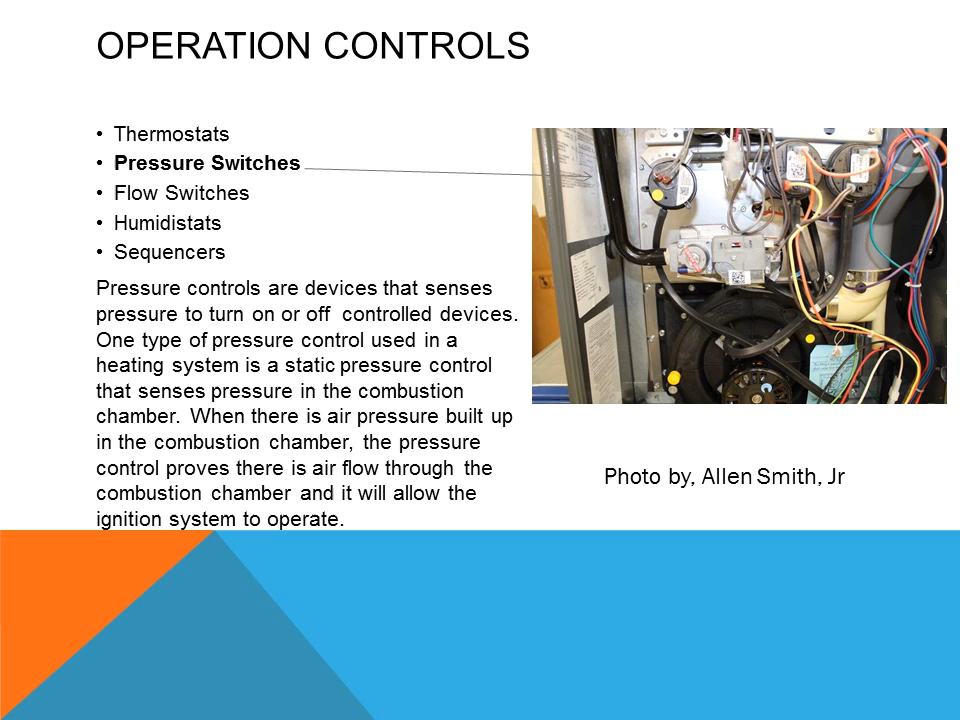 OPERATION CONTROLS
• Thermostats
• Pressure Switches
• Flow Switches
• Humidistats
• Sequencers
Pressure controls are devices that senses
pressure to turn on or off controlled devices.
One type of pressure control used in a
heating system is a static pressure control
that senses pressure in the combustion
chamber. When there is air pressure built up
in the combustion chamber, the pressure
control proves there is air flow through the
combustion chamber and it will allow the
ignition system to operate.
Photo by, Allen Smith, Jr